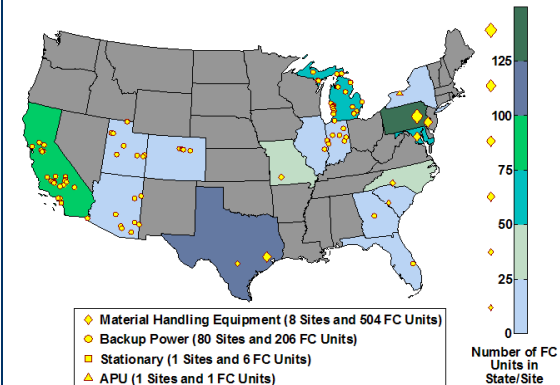 125
100
75
50
25
0
Number of FC
Units in
State/Site
Material Handling Equipment (8 Sites and 504 FC Units)
Backup Power (80 Sites and 206 FC Units)
Stationary (1 Sites and 6 FC Units)
APU (1 Sites and 1 FC Units)